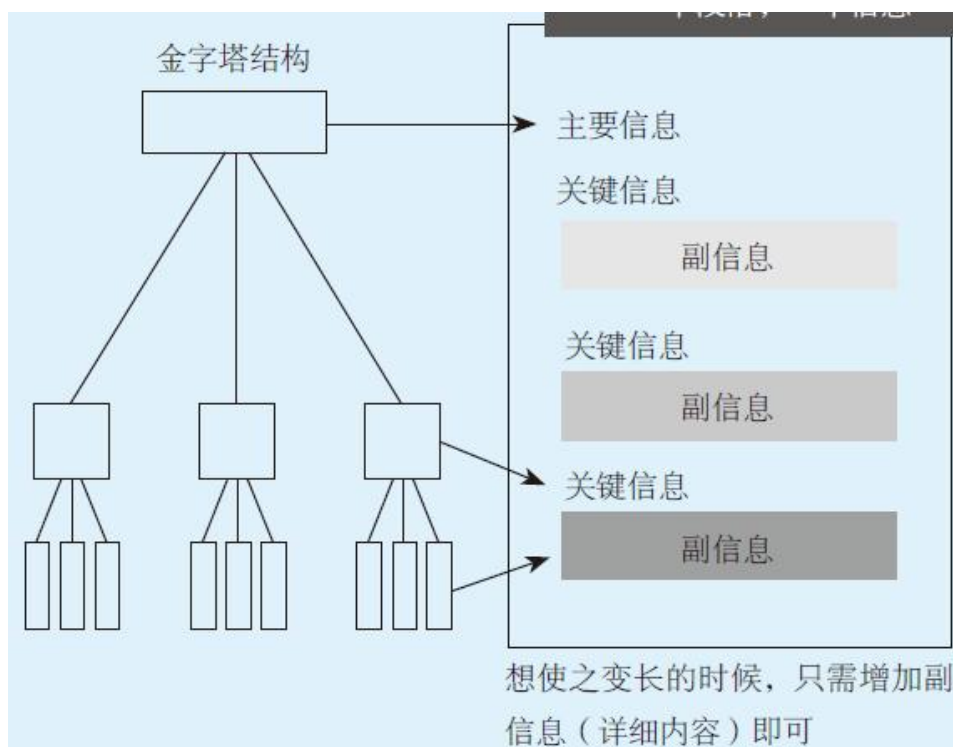 金字塔结构
主要信息
关键信息
副信息
关键信息
副信息
关键信息
副信息
想使之变长的时候，只需增加副
信息（详细内容）即可